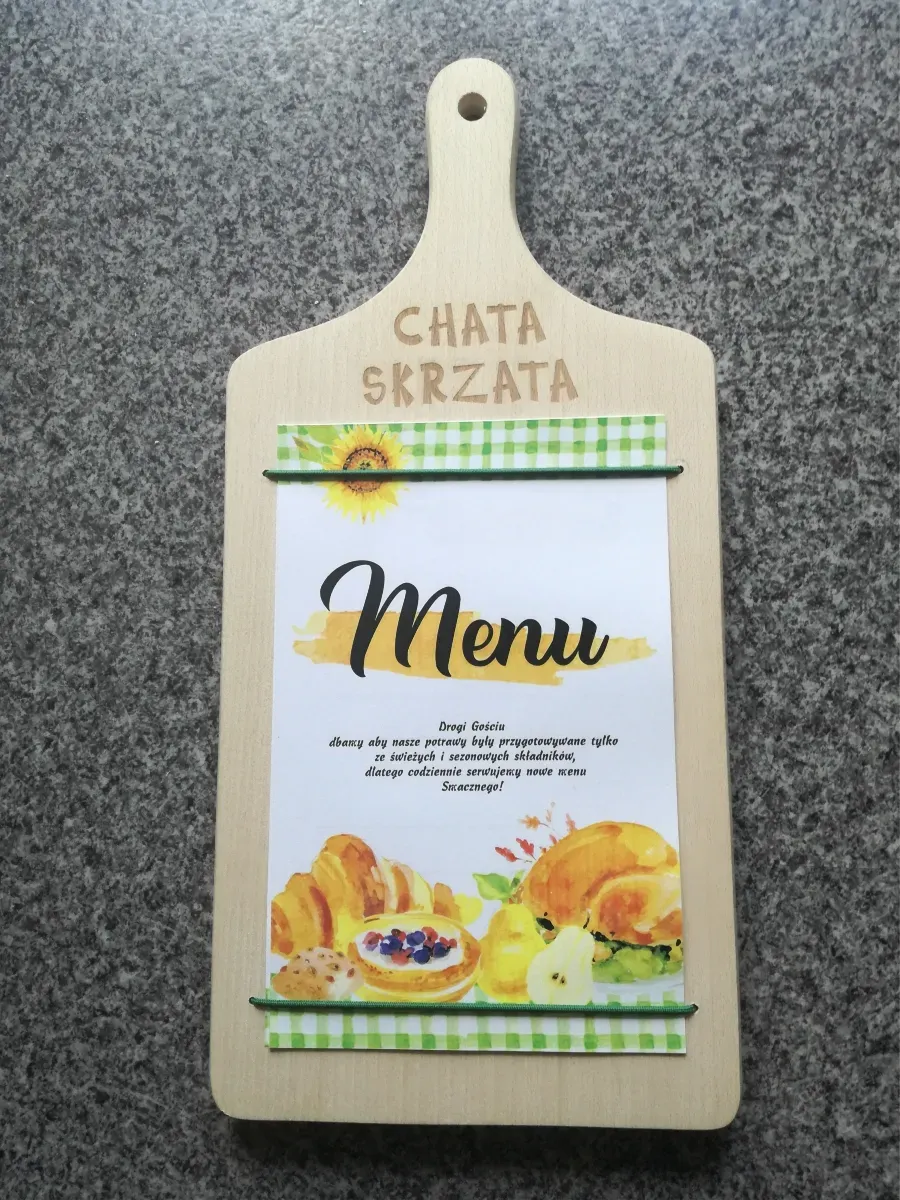 CHATA
SKRZATA
Menu
Drogi Gościu
dbamy aby nasze potrawy były przygotowywane tylko
ze świeżych i sezonowych składników,
dlatego codziennie serwujemy nowe menu
Smacznego!